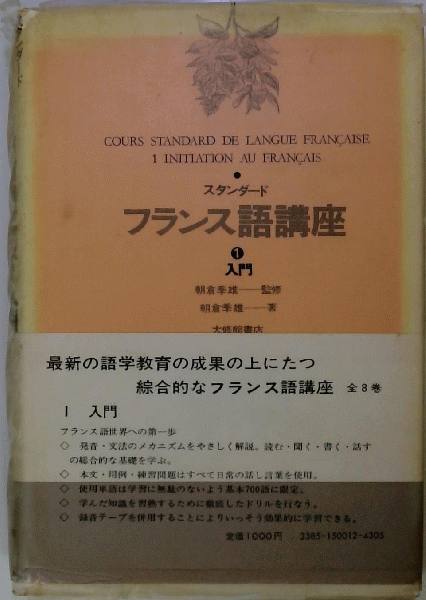 COURS STANDARD DE LANGUE FRANÇAISE
1 INITIATION AU FRANÇAIS
スタンダード
フランス語講座
1
入門
朝倉季雄──監修
朝倉季雄──著
大修館書店
最新の語学教育の成果の上にたつ
綜合的なフランス語講座 全8巻
1 入門
フランス語世界への第一歩
◇ 発音・文法のメカニズムをやさしく解説。読む・聞く・書く・話す
の綜合的な基礎を学ぶ。
◇ 本文・用例・練習問題はすべて日常の話し言葉を使用。
◇ 使用単語は学習に無駄のないよう基本700語に限定。
◇ 学んだ知識を習熟するために徹底したドリルを行なう。
◇ 録音テープを併用することによりいっそう効果的に学習できる。
定価1000円 2385-150012-4305